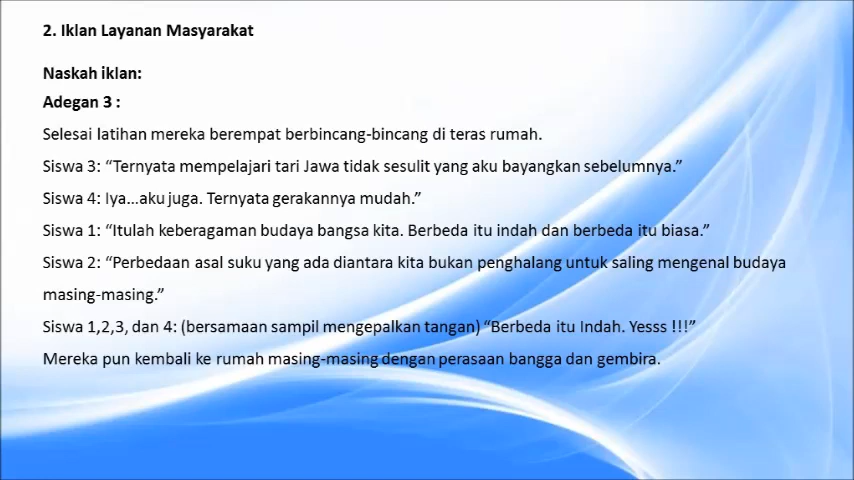 2. Iklan Layanan Masyarakat
Naskah iklan:
Adegan 3 :
Selesai latihan mereka berempat berbincang-bincang di teras rumah.
Siswa 3: “Ternyata mempelajari tari Jawa tidak sesulit yang aku bayangkan sebelumnya.”
Siswa 4: Iya...aku juga. Ternyata gerakannya mudah.”
Siswa 1: “Itulah keberagaman budaya bangsa kita. Berbeda itu indah dan berbeda itu biasa.”
Siswa 2: “Perbedaan asal suku yang ada diantara kita bukan penghalang untuk saling mengenal budaya
masing-masing.”
Siswa 1,2,3, dan 4: (bersamaan sampil mengepalkan tangan) “Berbeda itu Indah. Yesss !!!”
Mereka pun kembali ke rumah masing-masing dengan perasaan bangga dan gembira.